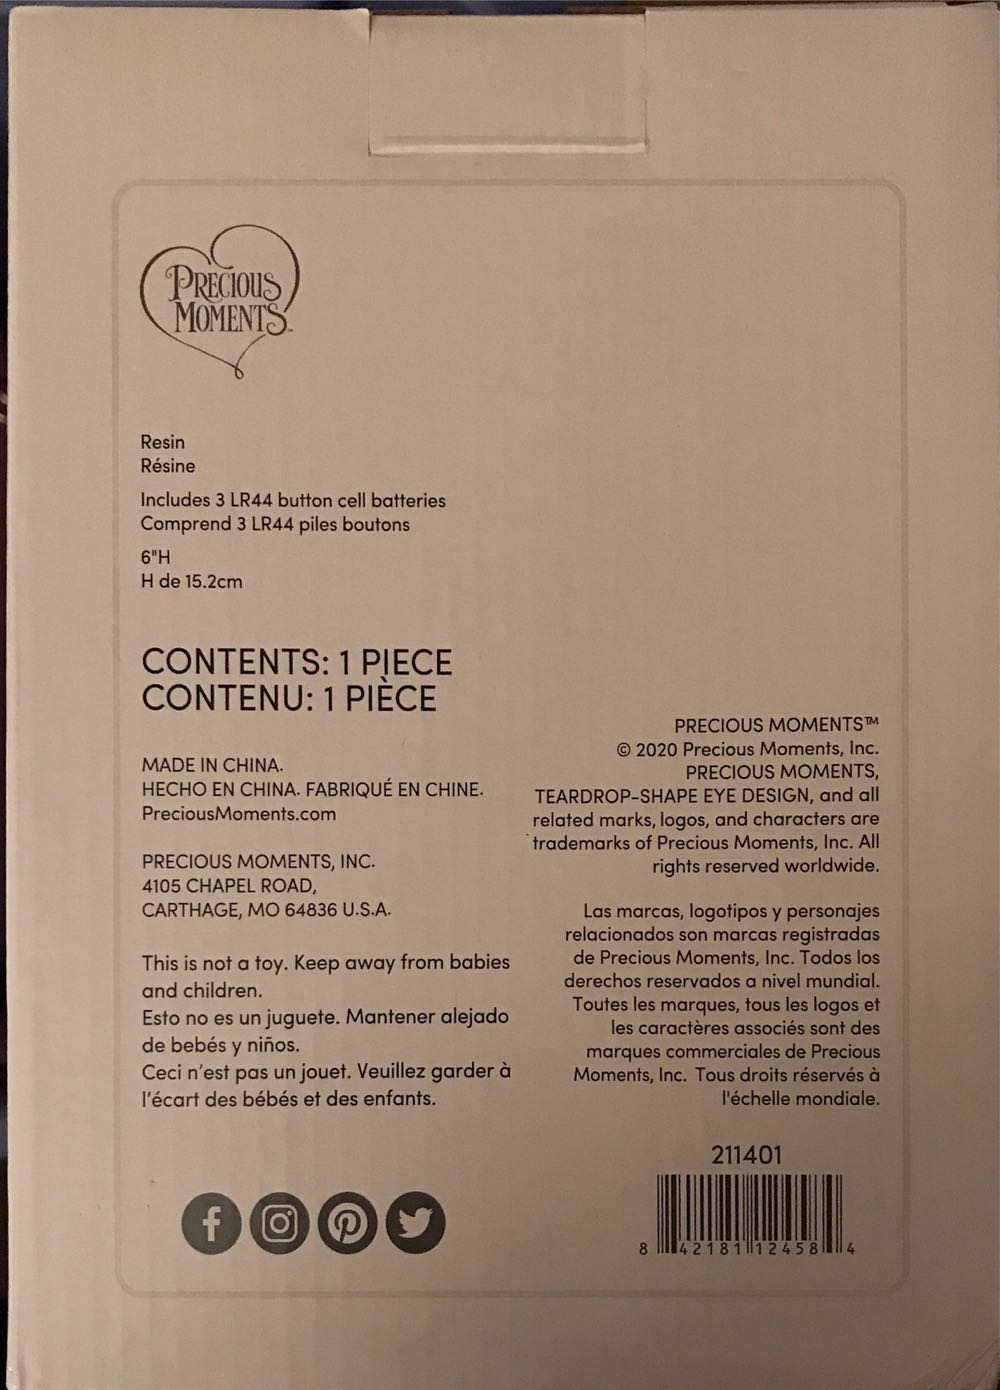 PRECIOUS
MOMENTS™
Resin
Résine
Includes 3 LR44 button cell batteries
Comprend 3 LR44 piles boutons
6"H
H de 15.2cm
CONTENTS: 1 PIECE
CONTENU: 1 PIÈCE
MADE IN CHINA.
HECHO EN CHINA. FABRIQUÉ EN CHINE.
PreciousMoments.com
PRECIOUS MOMENTS, INC.
4105 CHAPEL ROAD,
CARTHAGE, MO 64836 U.S.A.
This is not a toy. Keep away from babies
and children.
Esto no es un juguete. Mantener alejado
de bebés y niños.
Ceci n'est pas un jouet. Veuillez garder à
l'écart des bébés et des enfants.
PRECIOUS MOMENTS™
© 2020 Precious Moments, Inc.
PRECIOUS MOMENTS,
TEARDROP-SHAPE EYE DESIGN, and all
related marks, logos, and characters are
trademarks of Precious Moments, Inc. All
rights reserved worldwide.
Las marcas, logotipos y personajes
relacionados son marcas registradas
de Precious Moments, Inc. Todos los
derechos reservados a nivel mundial.
Toutes les marques, tous les logos et
les caractères associés sont des
marques commerciales de Precious
Moments, Inc. Tous droits réservés à
l'échelle mondiale.
211401
8 42181 12458 4